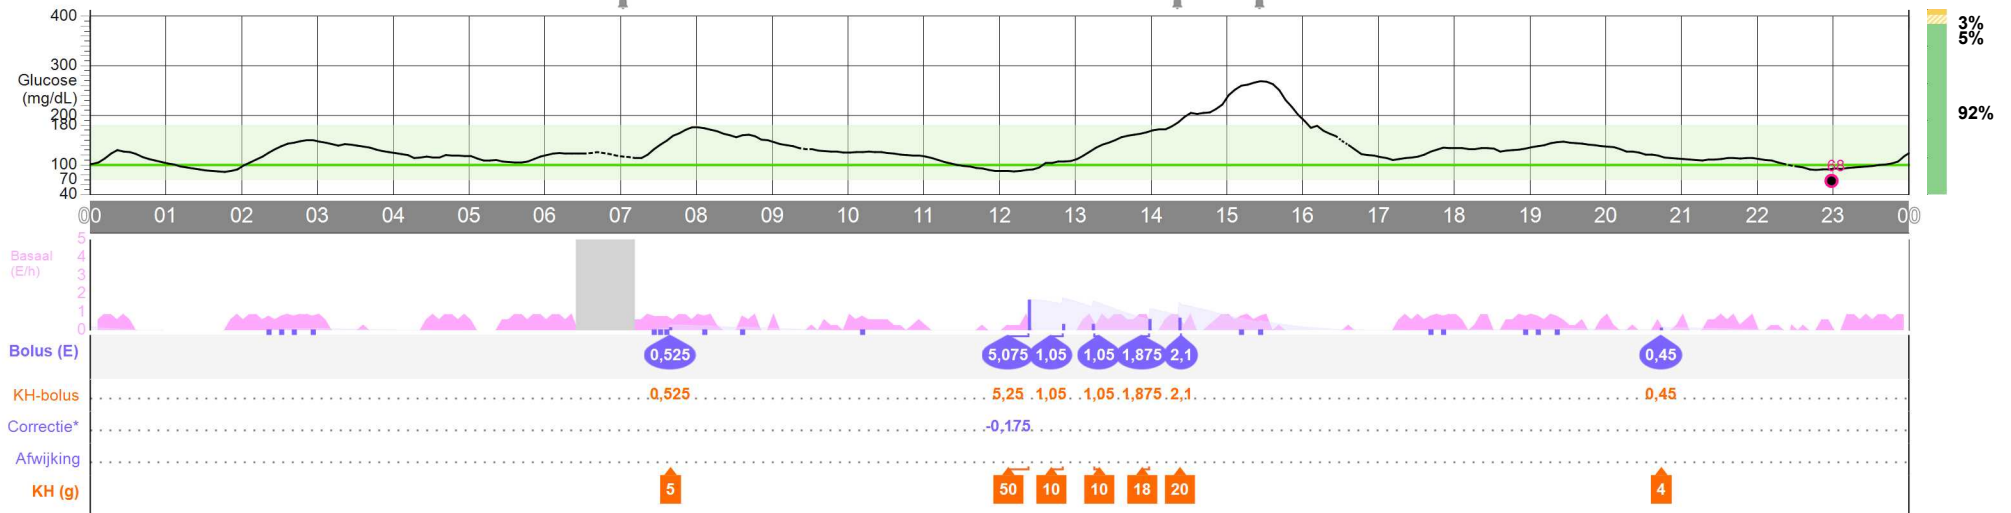 400
300
Glucose
(mg/dL)
200
180
100
70
40
3%
5%
92%
68
00 01 02 03 04 05 06 07 08 09 10 11 12 13 14 15 16 17 18 19 20 21 22 23 00
Basaal
(E/h)
5
4
3
2
1
0
Bolus (E) 0,525 5,075 1,05 1,05 1,875 2,1 0,45
KH-bolus 0,525 5,25 1,05 1,05 1,875 2,1 0,45
Correctie* -0,175
Afwijking
KH (g) 5 50 10 10 18 20 4